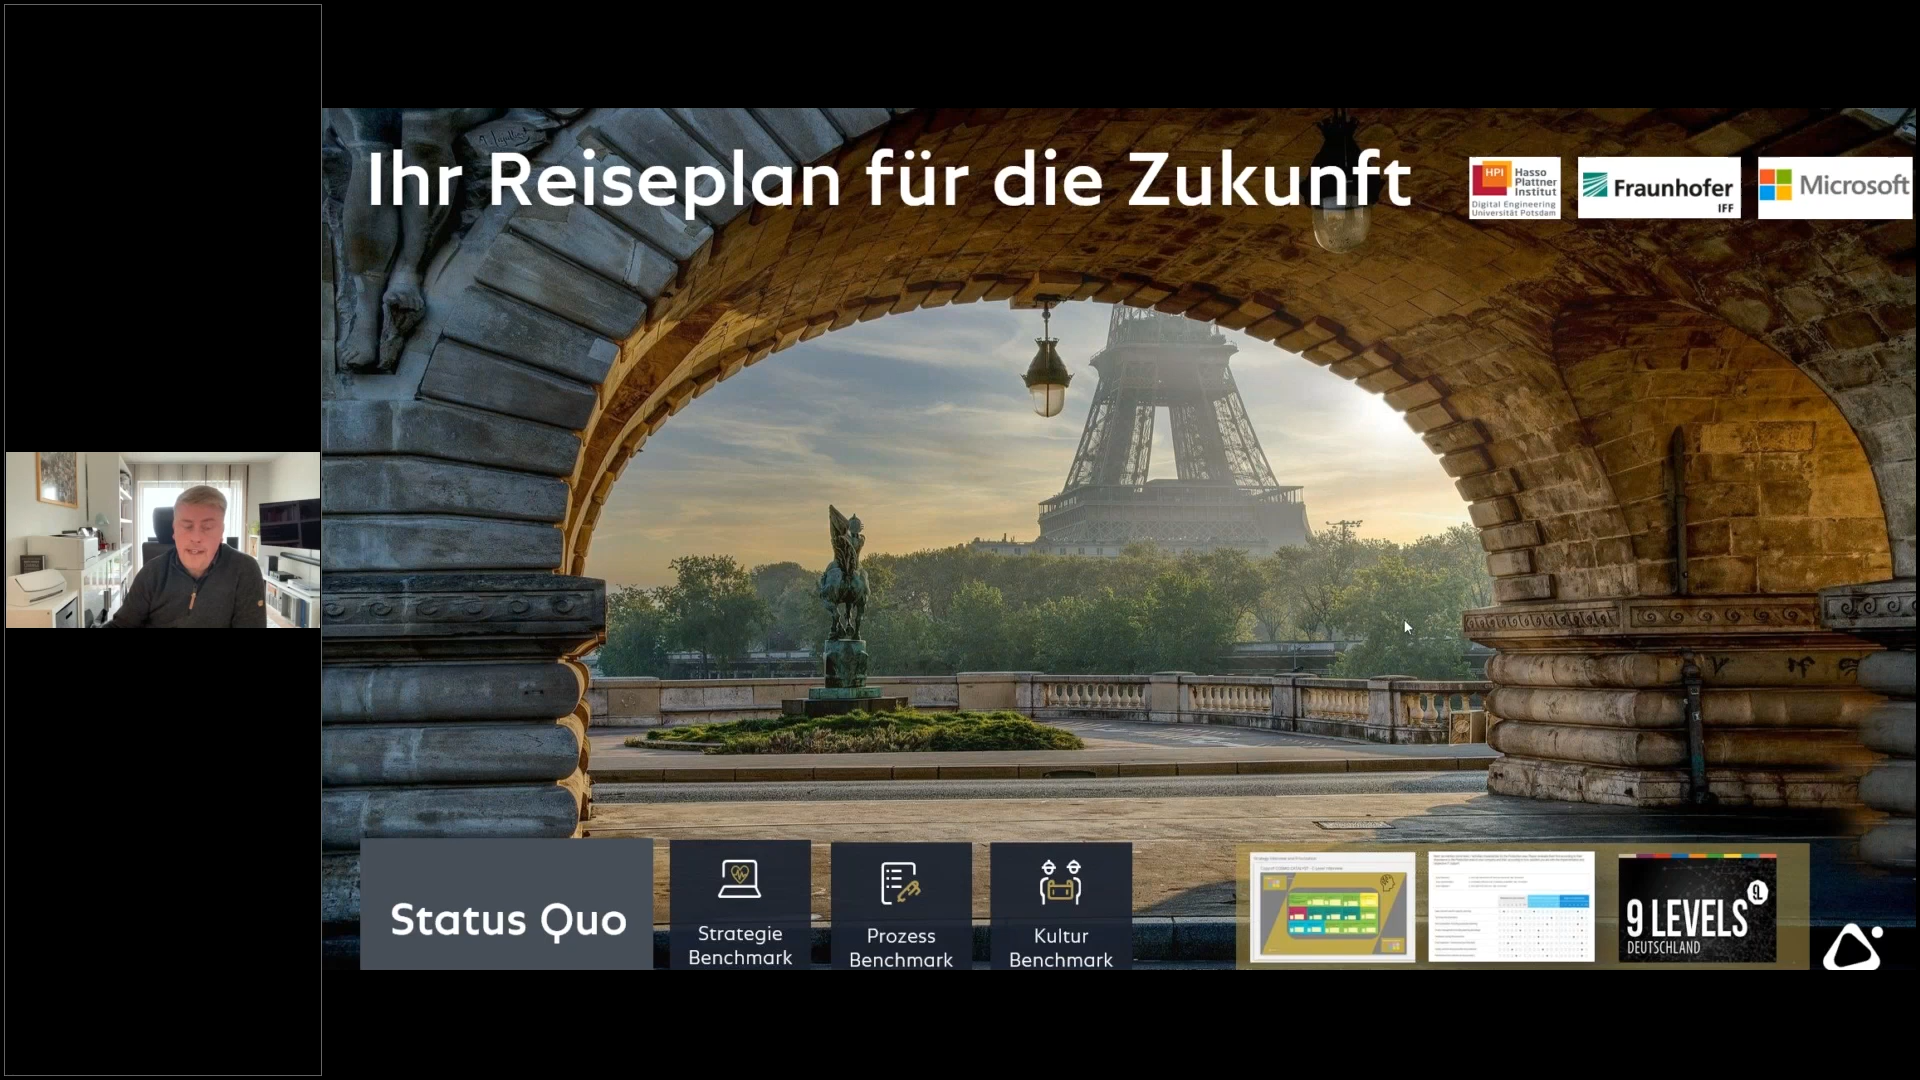 Ihr Reiseplan für die Zukunft
HPI Hasso
Plattner
Institut
Digital Engineering
Universität Potsdam
Fraunhofer
IFF
Microsoft
Status Quo
Strategie
Benchmark
Prozess
Benchmark
Kultur
Benchmark
9 LEVELS 9L
DEUTSCHLAND